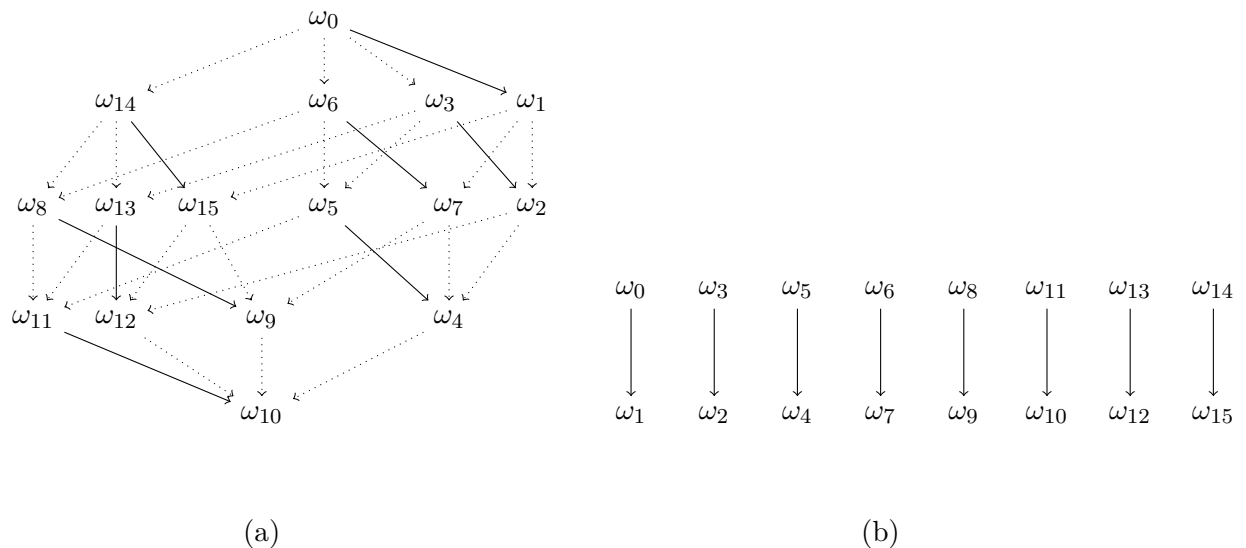 ω0
ω14 ω6 ω3 ω1
ω8 ω13 ω15 ω5 ω7 ω2
ω11 ω12 ω9 ω4
ω10
(a)
ω0 ω3 ω5 ω6 ω8 ω11 ω13 ω14
ω1 ω2 ω4 ω7 ω9 ω10 ω12 ω15
(b)